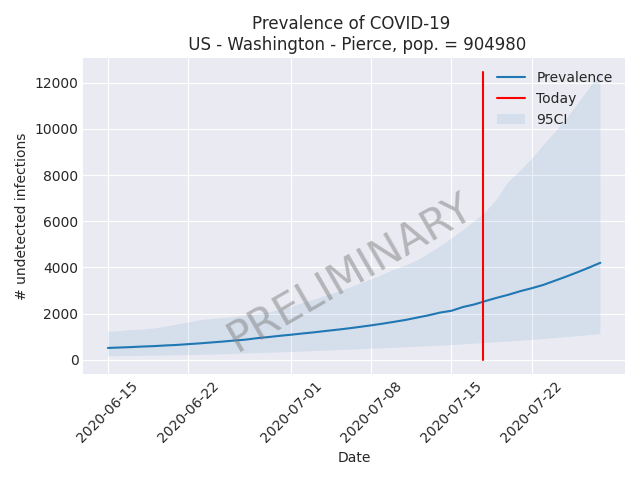 Prevalence of COVID-19
US - Washington - Pierce, pop. = 904980
12000
10000
8000
6000
4000
2000
0
# undetected infections
Prevalence
Today
95CI
PRELIMINARY
2020-06-15
2020-06-22
2020-07-01
2020-07-08
2020-07-15
2020-07-22
Date